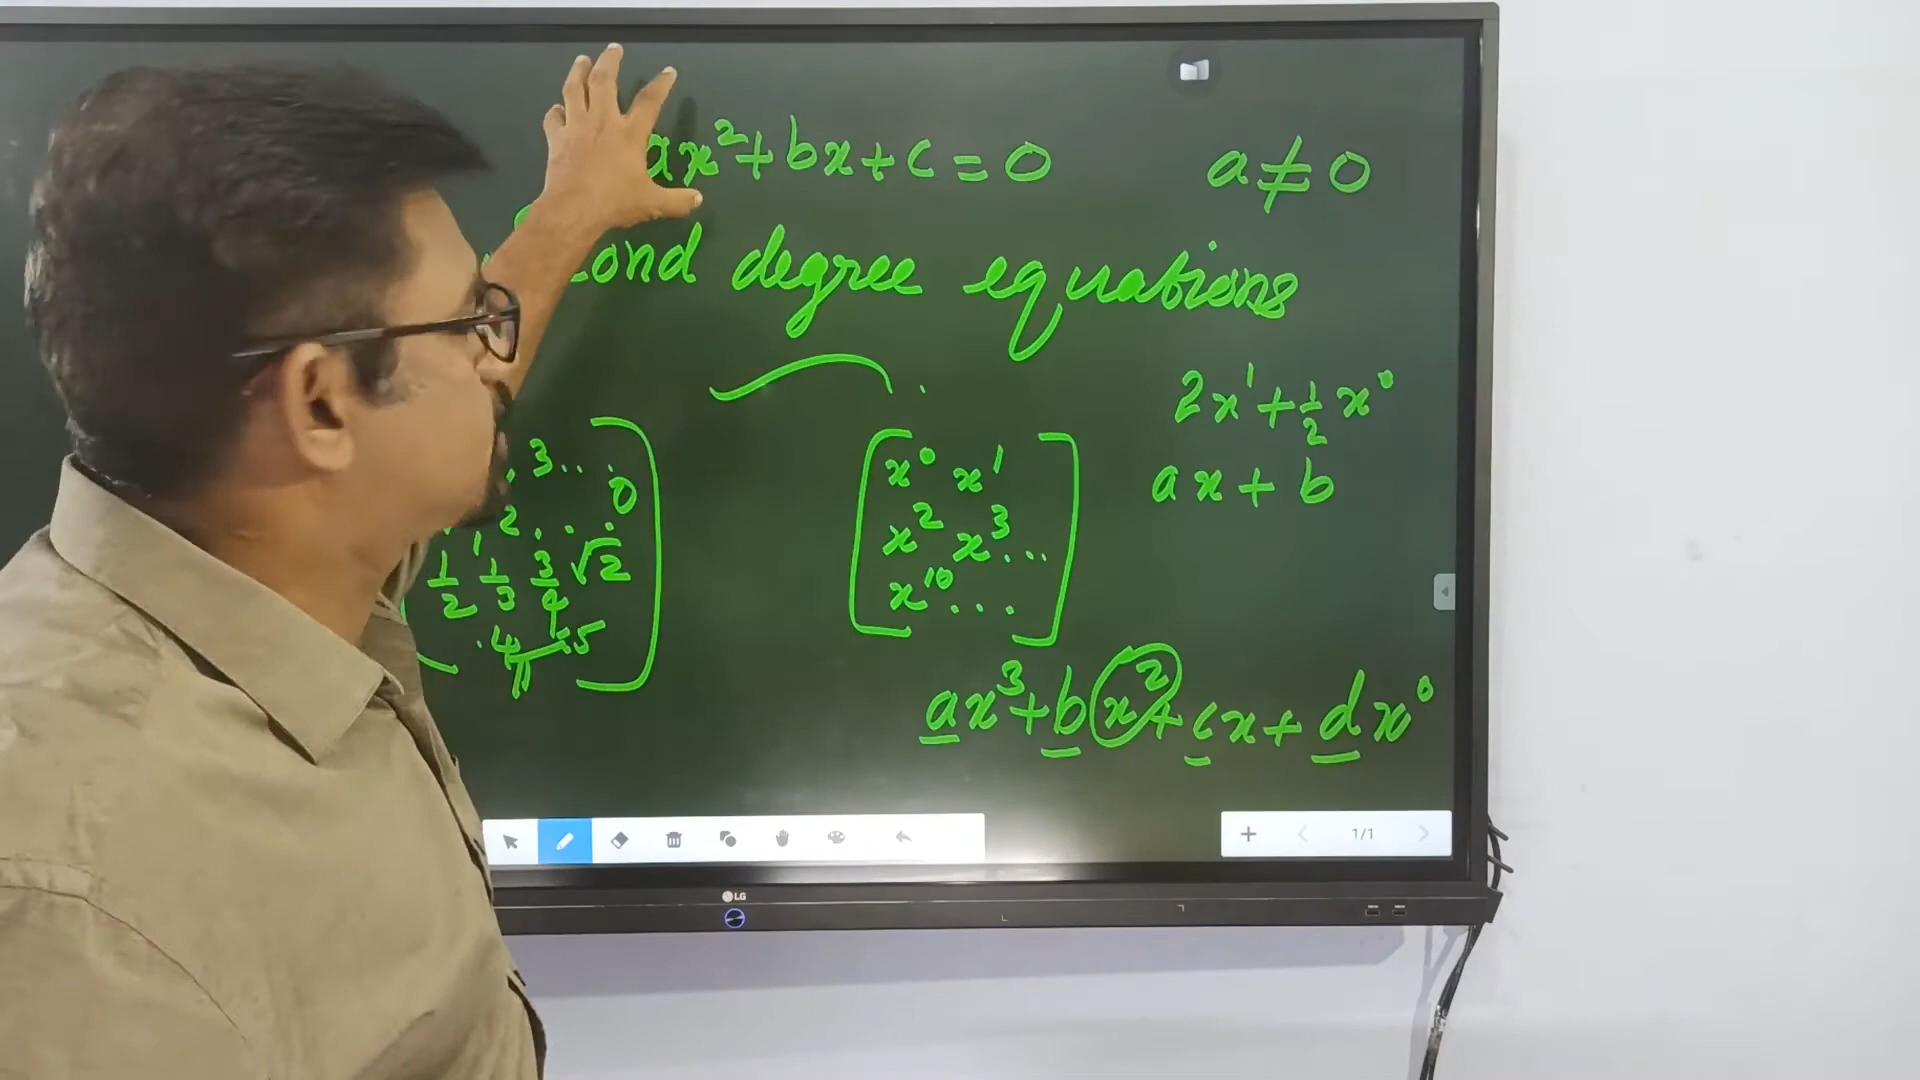 ax²+bx+c=0 a≠0
degree equations
2x¹+½x⁰
ax+b
3.. 0
2 . . .
½ ⅓ ¾ √2
.4 .5
π
x⁰ x¹
x² x³...
x¹⁰...
ax³+bx²+cx+dx⁰
1/1
LG